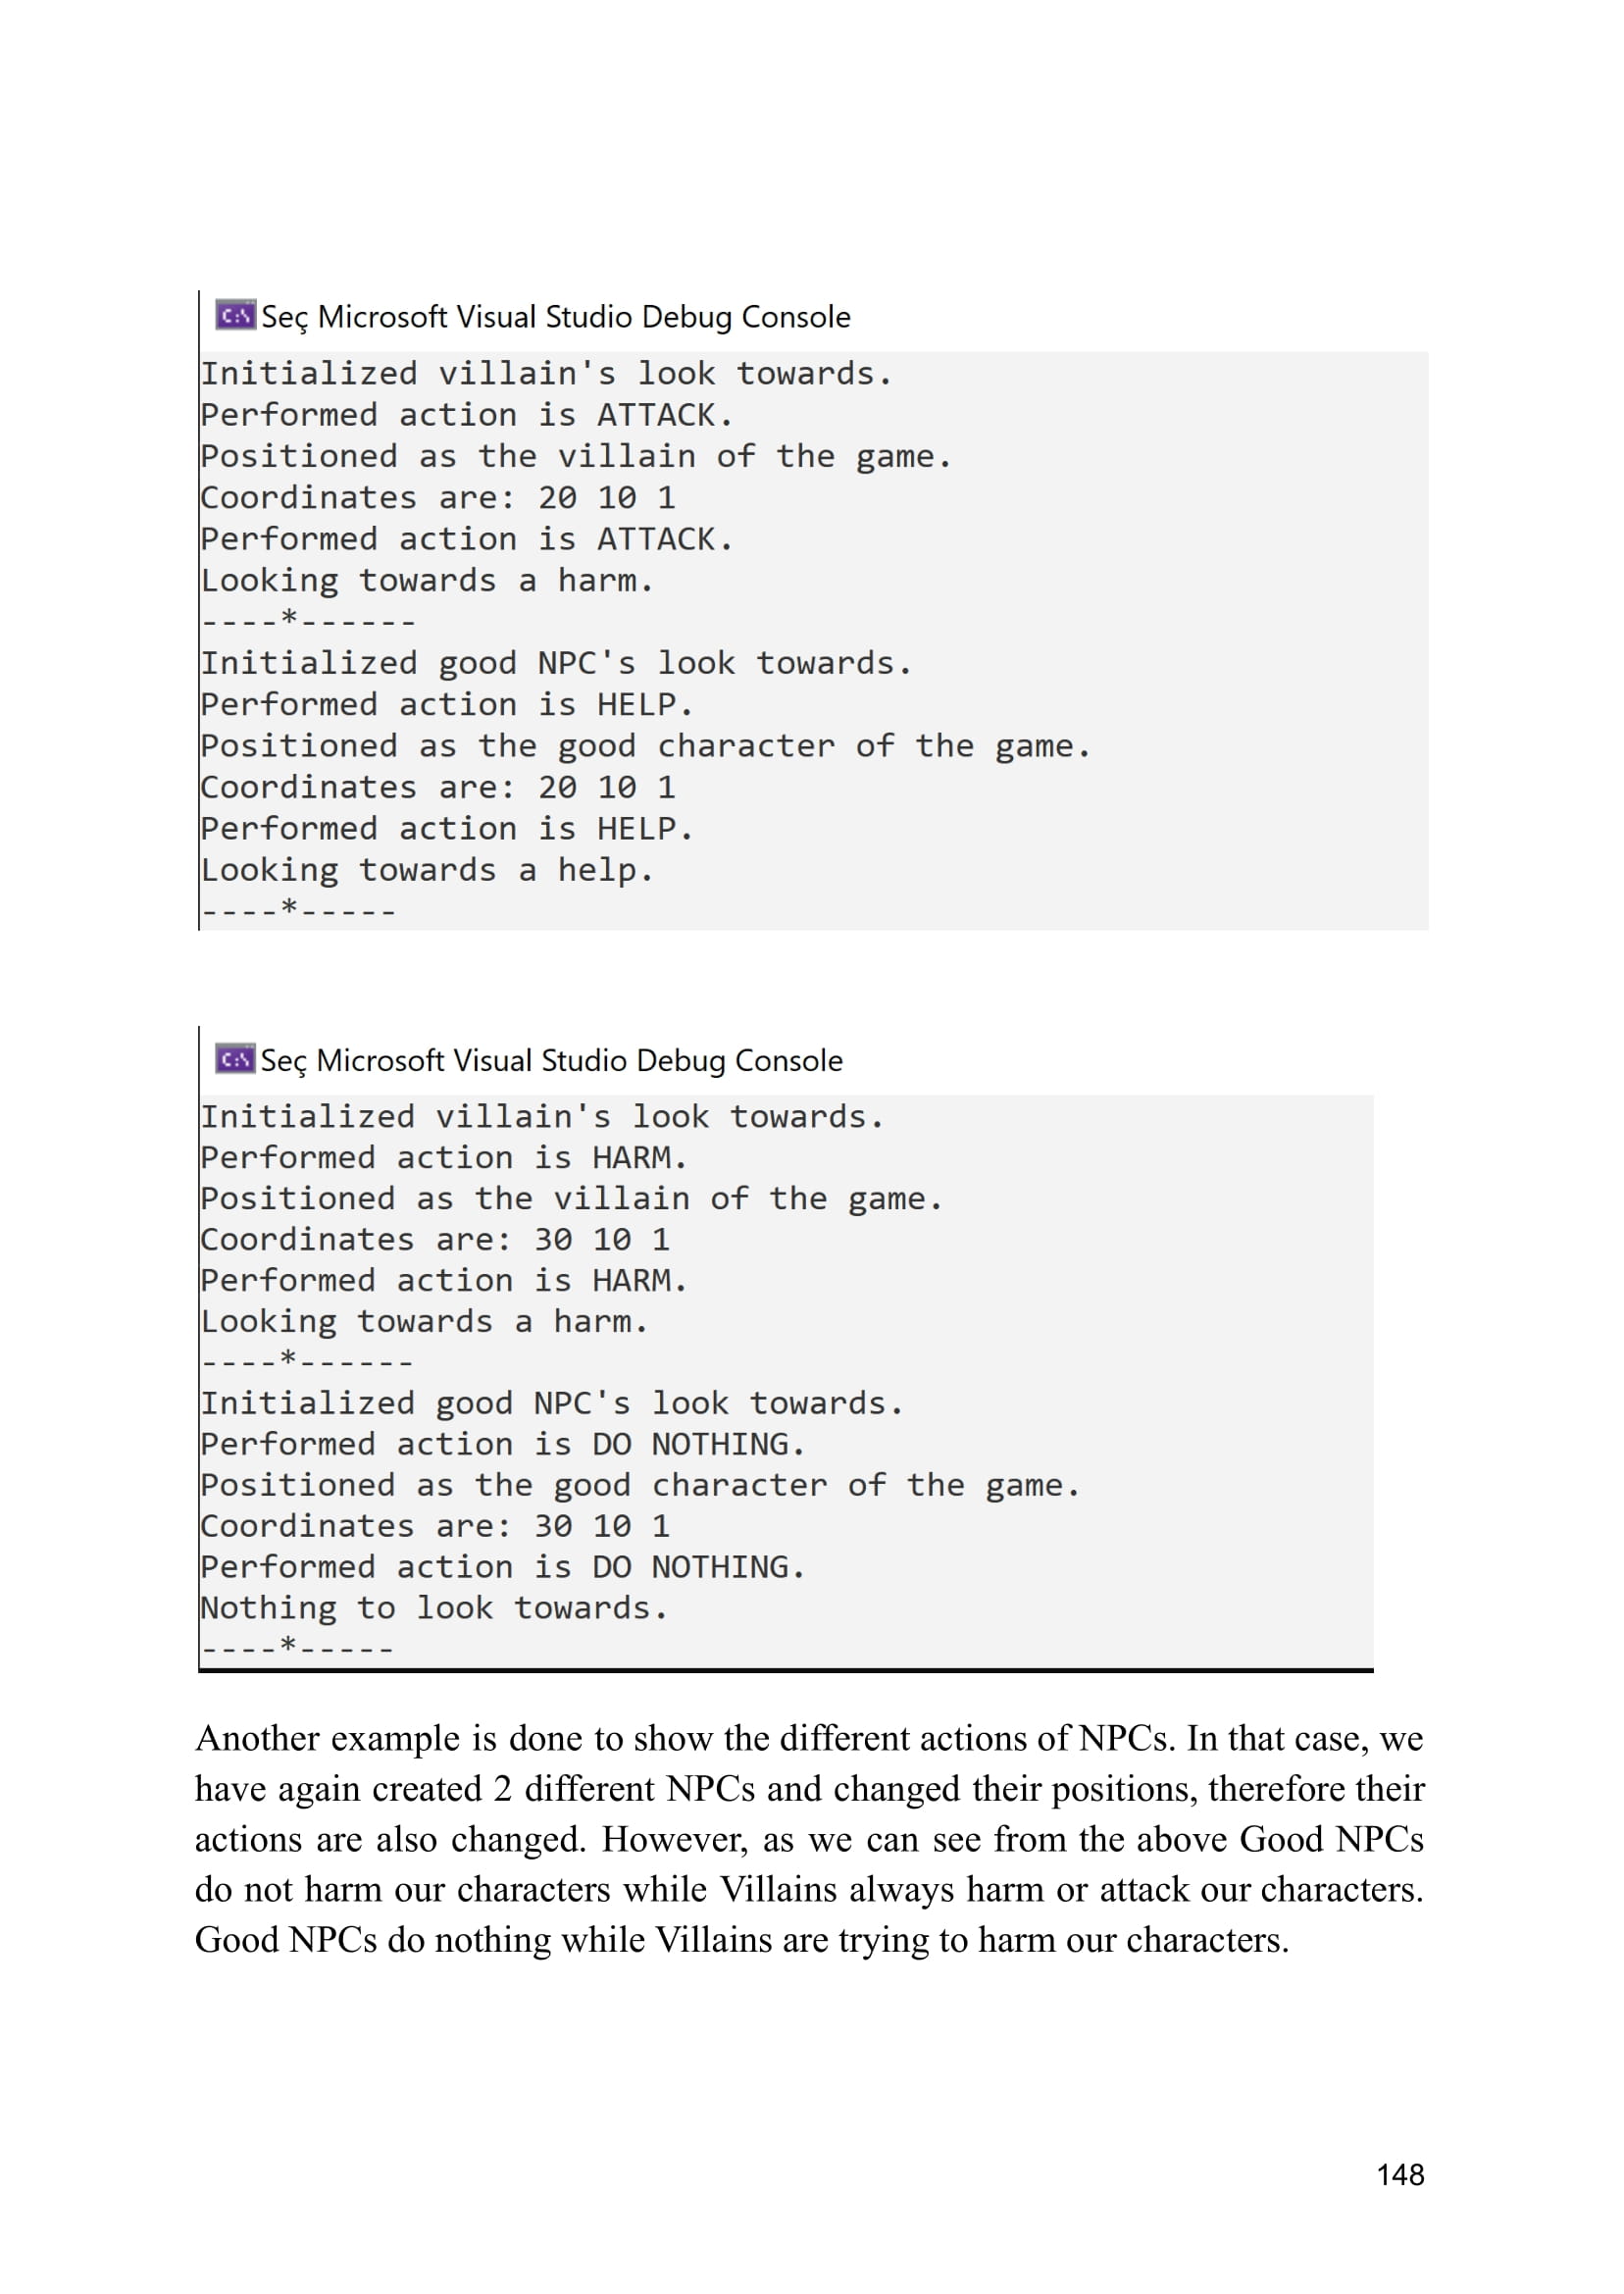 C:\ Seç Microsoft Visual Studio Debug Console
Initialized villain's look towards.
Performed action is ATTACK.
Positioned as the villain of the game.
Coordinates are: 20 10 1
Performed action is ATTACK.
Looking towards a harm.
----*------
Initialized good NPC's look towards.
Performed action is HELP.
Positioned as the good character of the game.
Coordinates are: 20 10 1
Performed action is HELP.
Looking towards a help.
----*-----
C:\ Seç Microsoft Visual Studio Debug Console
Initialized villain's look towards.
Performed action is HARM.
Positioned as the villain of the game.
Coordinates are: 30 10 1
Performed action is HARM.
Looking towards a harm.
----*------
Initialized good NPC's look towards.
Performed action is DO NOTHING.
Positioned as the good character of the game.
Coordinates are: 30 10 1
Performed action is DO NOTHING.
Nothing to look towards.
----*-----
Another example is done to show the different actions of NPCs. In that case, we
have again created 2 different NPCs and changed their positions, therefore their
actions are also changed. However, as we can see from the above Good NPCs
do not harm our characters while Villains always harm or attack our characters.
Good NPCs do nothing while Villains are trying to harm our characters.
148